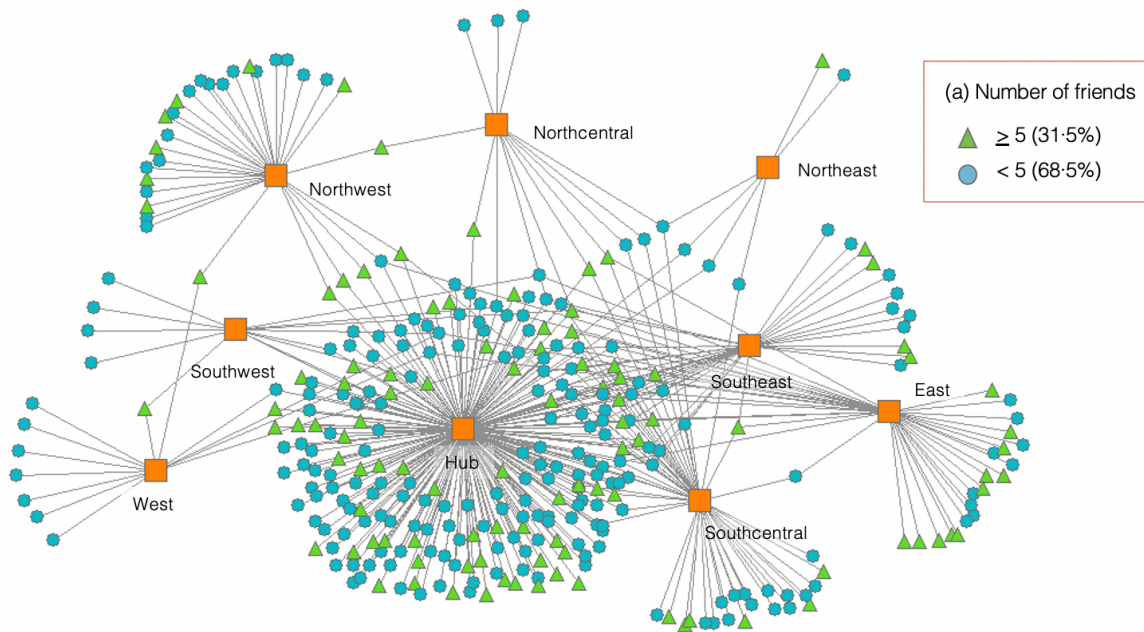 (a) Number of friends
≥ 5 (31·5%)
< 5 (68·5%)
Northcentral
Northeast
Northwest
Southwest
Southeast
East
Hub
West
Southcentral